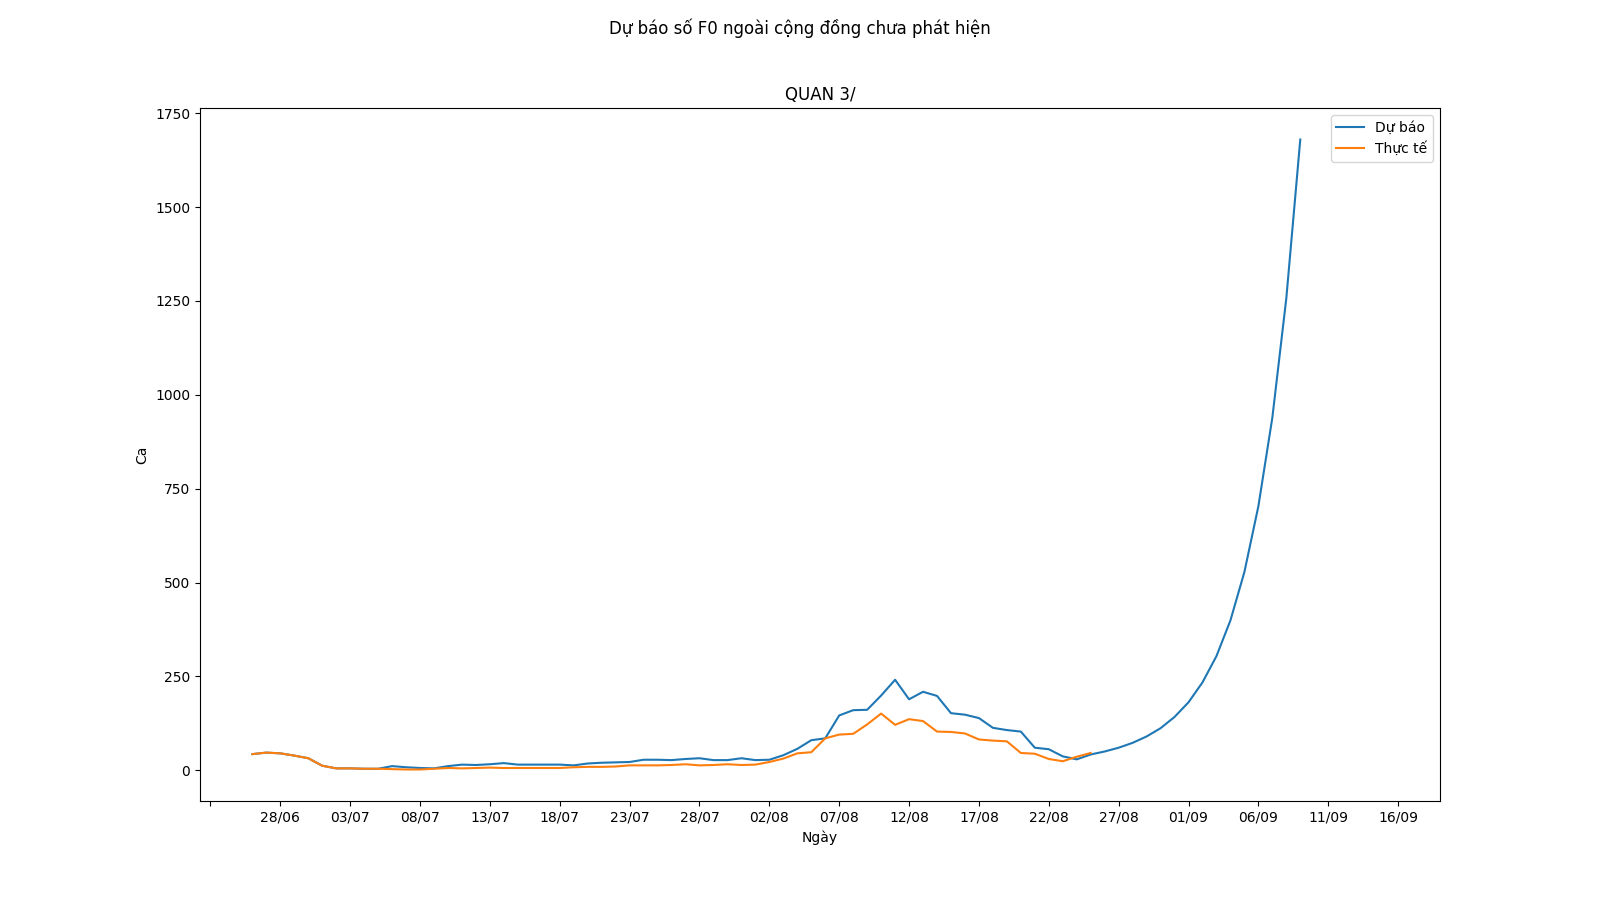 Dự báo số F0 ngoài cộng đồng chưa phát hiện
QUAN 3/
1750
1500
1250
1000
750
500
250
0
Ca
Dự báo
Thực tế
28/06 03/07 08/07 13/07 18/07 23/07 28/07 02/08 07/08 12/08 17/08 22/08 27/08 01/09 06/09 11/09 16/09
Ngày